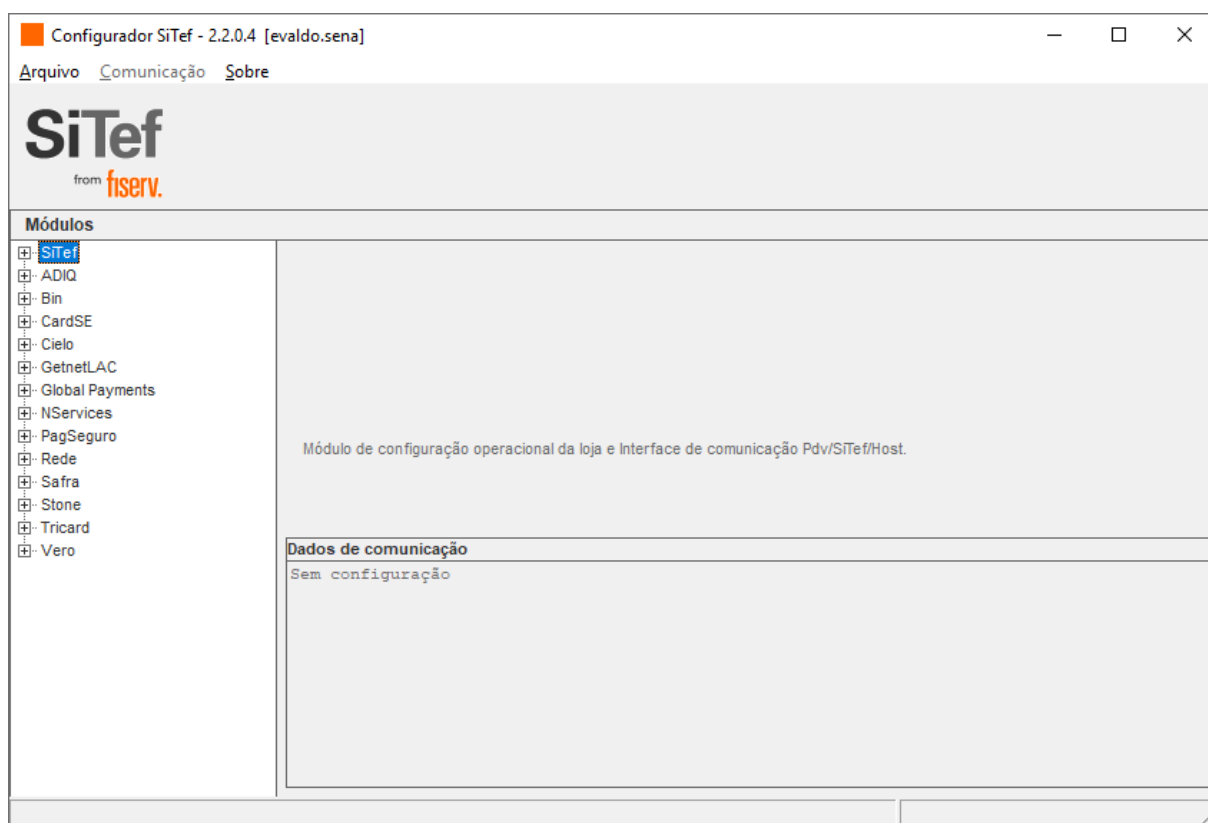 Configurador SiTef - 2.2.0.4 [evaldo.sena]
Arquivo Comunicação Sobre
SiTef
from fiserv.
Módulos
SiTef
ADIQ
Bin
CardSE
Cielo
GetnetLAC
Global Payments
NServices
PagSeguro
Rede
Safra
Stone
Tricard
Vero
Módulo de configuração operacional da loja e Interface de comunicação Pdv/SiTef/Host.
Dados de comunicação
Sem configuração